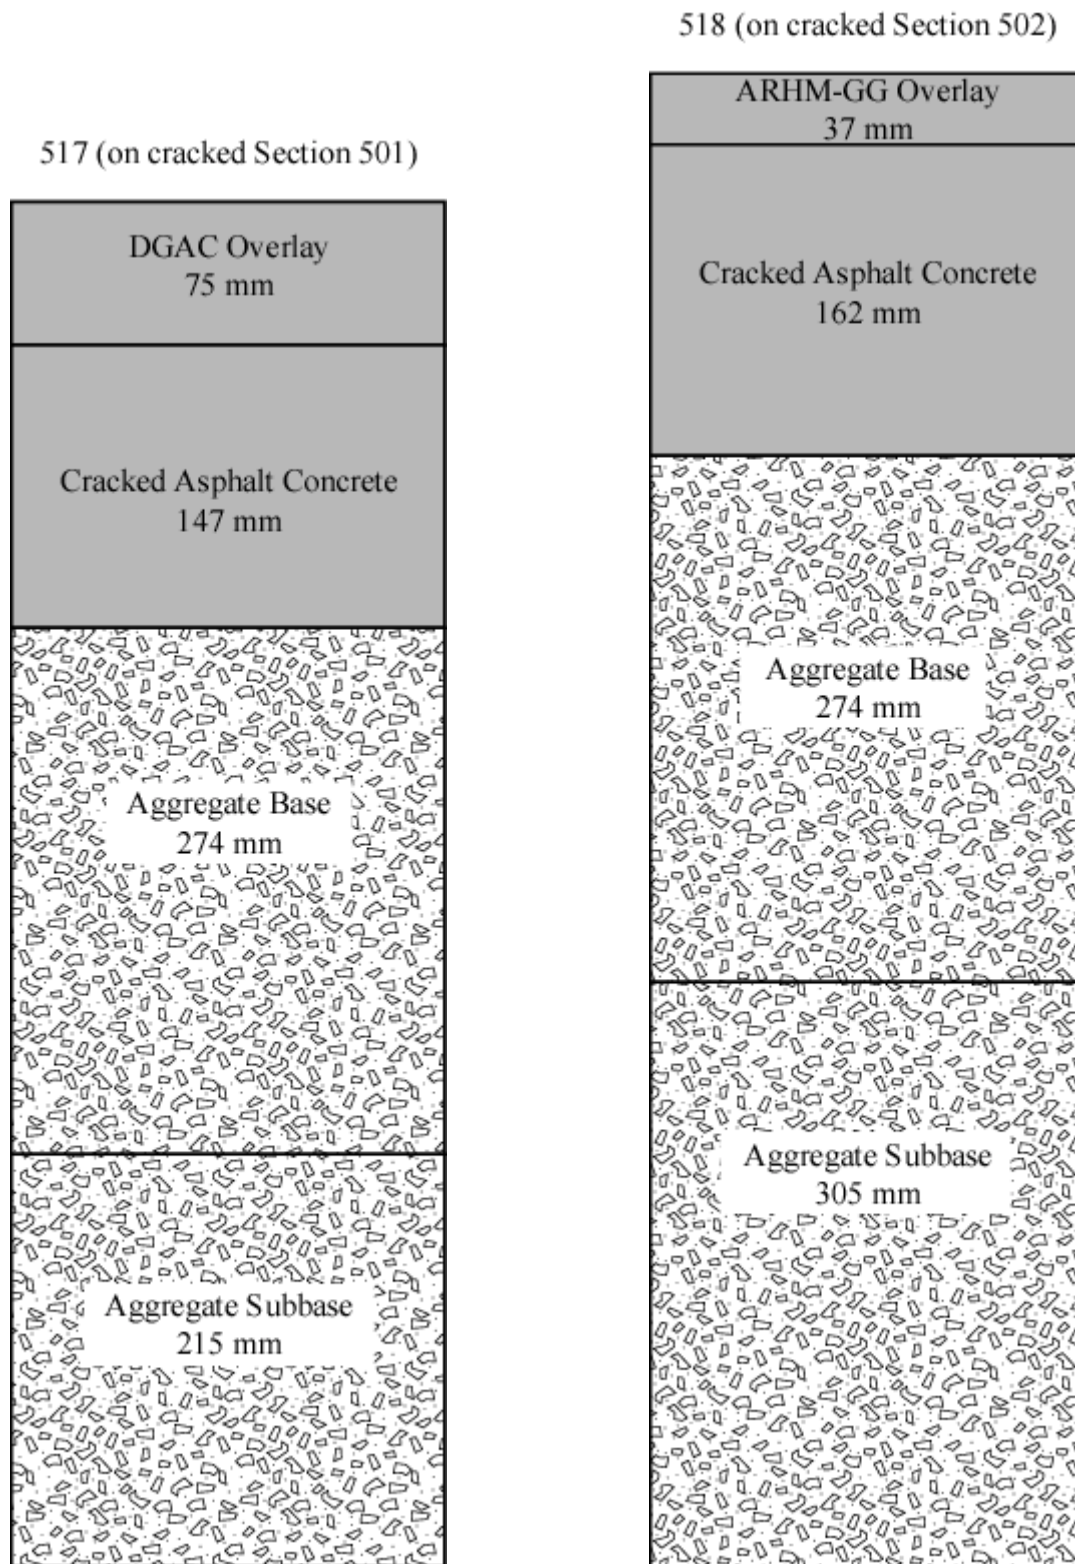 517 (on cracked Section 501)
DGAC Overlay
75 mm
Cracked Asphalt Concrete
147 mm
Aggregate Base
274 mm
Aggregate Subbase
215 mm
518 (on cracked Section 502)
ARHM-GG Overlay
37 mm
Cracked Asphalt Concrete
162 mm
Aggregate Base
274 mm
Aggregate Subbase
305 mm